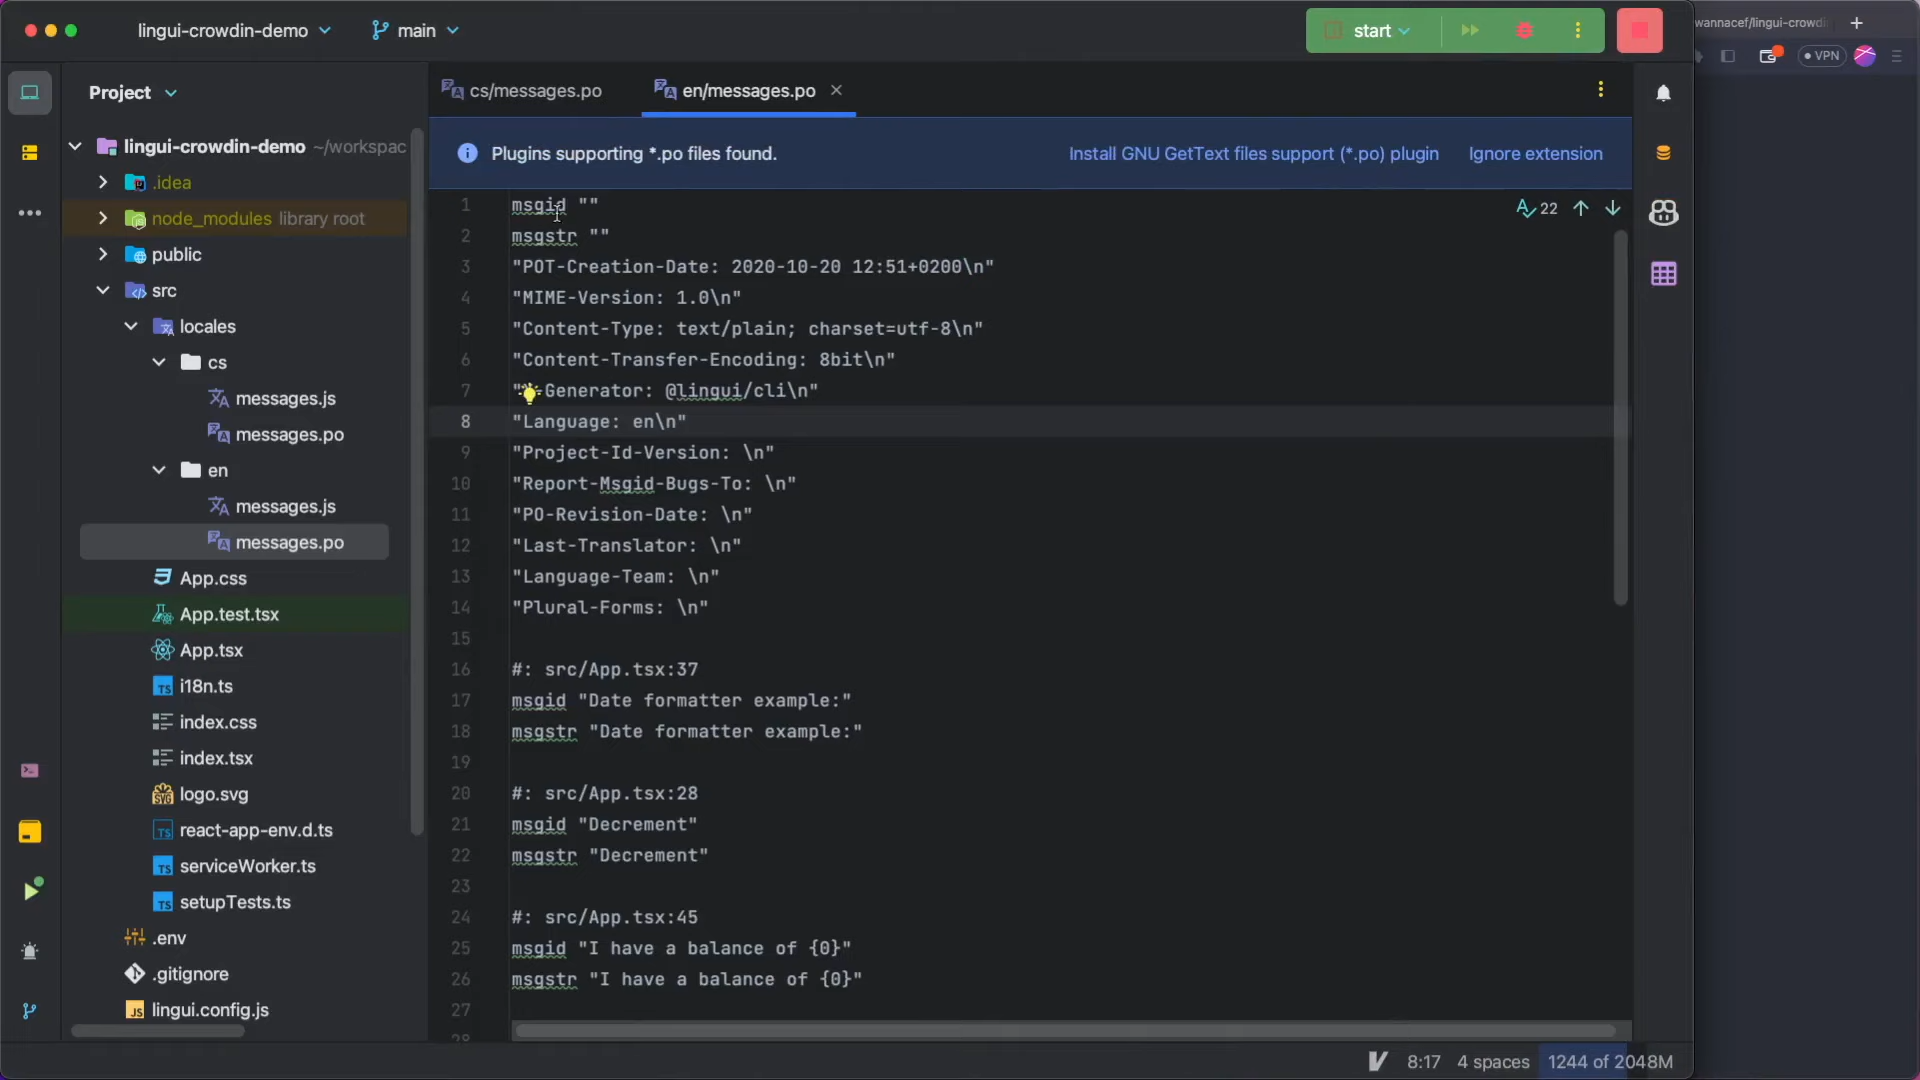 lingui-crowdin-demo
main
start
wannacef/lingui-crowdin
VPN
Project
cs/messages.po
en/messages.po
lingui-crowdin-demo ~/workspac
Plugins supporting *.po files found.
Install GNU GetText files support (*.po) plugin
Ignore extension
.idea
node_modules library root
public
src
locales
cs
messages.js
messages.po
en
messages.js
messages.po
App.css
App.test.tsx
App.tsx
i18n.ts
index.css
index.tsx
logo.svg
react-app-env.d.ts
serviceWorker.ts
setupTests.ts
.env
.gitignore
lingui.config.js
22
1 msgid ""
2 msgstr ""
3 "POT-Creation-Date: 2020-10-20 12:51+0200\n"
4 "MIME-Version: 1.0\n"
5 "Content-Type: text/plain; charset=utf-8\n"
6 "Content-Transfer-Encoding: 8bit\n"
7 "Generator: @lingui/cli\n"
8 "Language: en\n"
9 "Project-Id-Version: \n"
10 "Report-Msgid-Bugs-To: \n"
11 "PO-Revision-Date: \n"
12 "Last-Translator: \n"
13 "Language-Team: \n"
14 "Plural-Forms: \n"
15
16 #: src/App.tsx:37
17 msgid "Date formatter example:"
18 msgstr "Date formatter example:"
19
20 #: src/App.tsx:28
21 msgid "Decrement"
22 msgstr "Decrement"
23
24 #: src/App.tsx:45
25 msgid "I have a balance of {0}"
26 msgstr "I have a balance of {0}"
27
28
8:17
4 spaces
1244 of 2048M